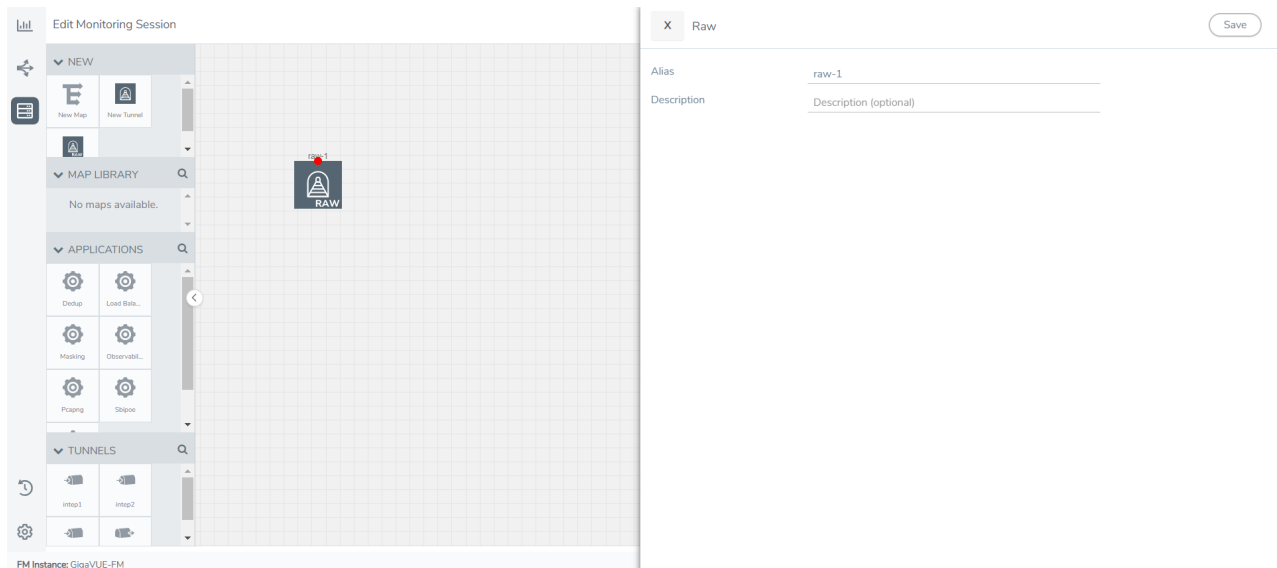 Edit Monitoring Session
X Raw
Save
NEW
New Map
New Tunnel
RAW
MAP LIBRARY
No maps available.
APPLICATIONS
Dedup
Load Bala...
Masking
Observabil...
Pcapng
Sbipoe
TUNNELS
intep1
intep2
raw-1
RAW
Alias
raw-1
Description
Description (optional)
FM Instance: GigaVUE-FM